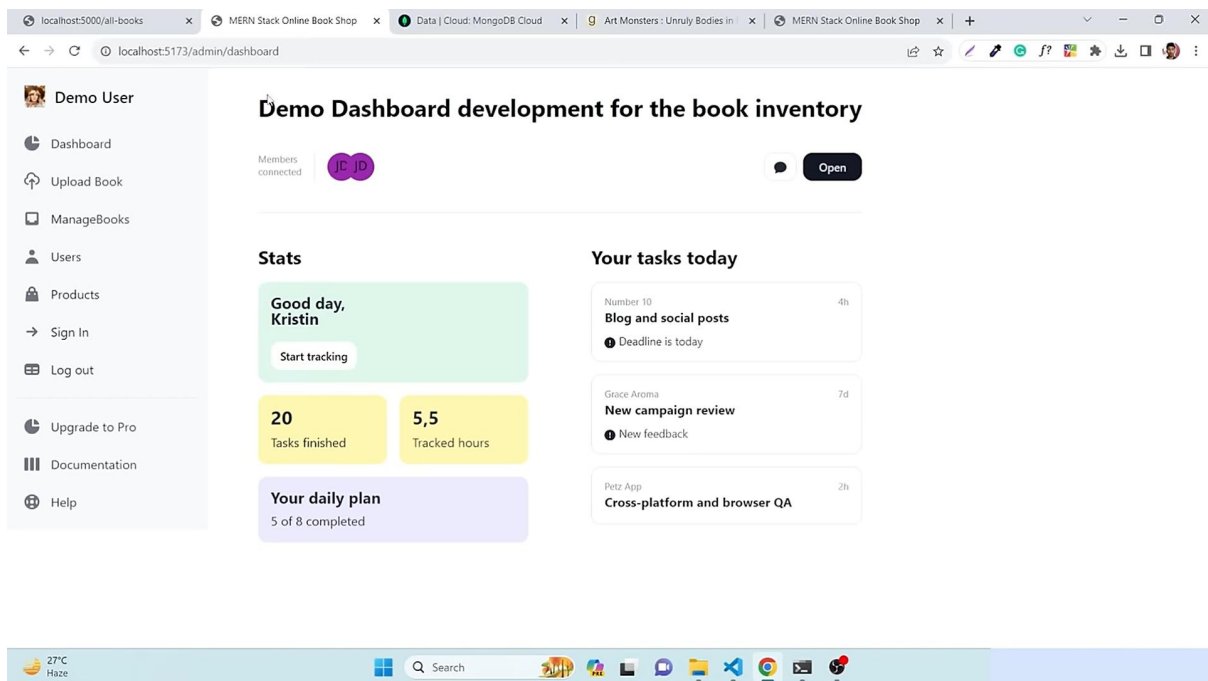 localhost:5000/all-books
MERN Stack Online Book Shop
Data | Cloud: MongoDB Cloud
Art Monsters : Unruly Bodies in
MERN Stack Online Book Shop
localhost:5173/admin/dashboard
Demo User
Dashboard
Upload Book
ManageBooks
Users
Products
Sign In
Log out
Upgrade to Pro
Documentation
Help
Demo Dashboard development for the book inventory
Members
connected
JD JD
Open
Stats
Good day,
Kristin
Start tracking
20
Tasks finished
5,5
Tracked hours
Your daily plan
5 of 8 completed
Your tasks today
Number 10
4h
Blog and social posts
Deadline is today
Grace Aroma
7d
New campaign review
New feedback
Petz App
2h
Cross-platform and browser QA
27°C
Haze
Search